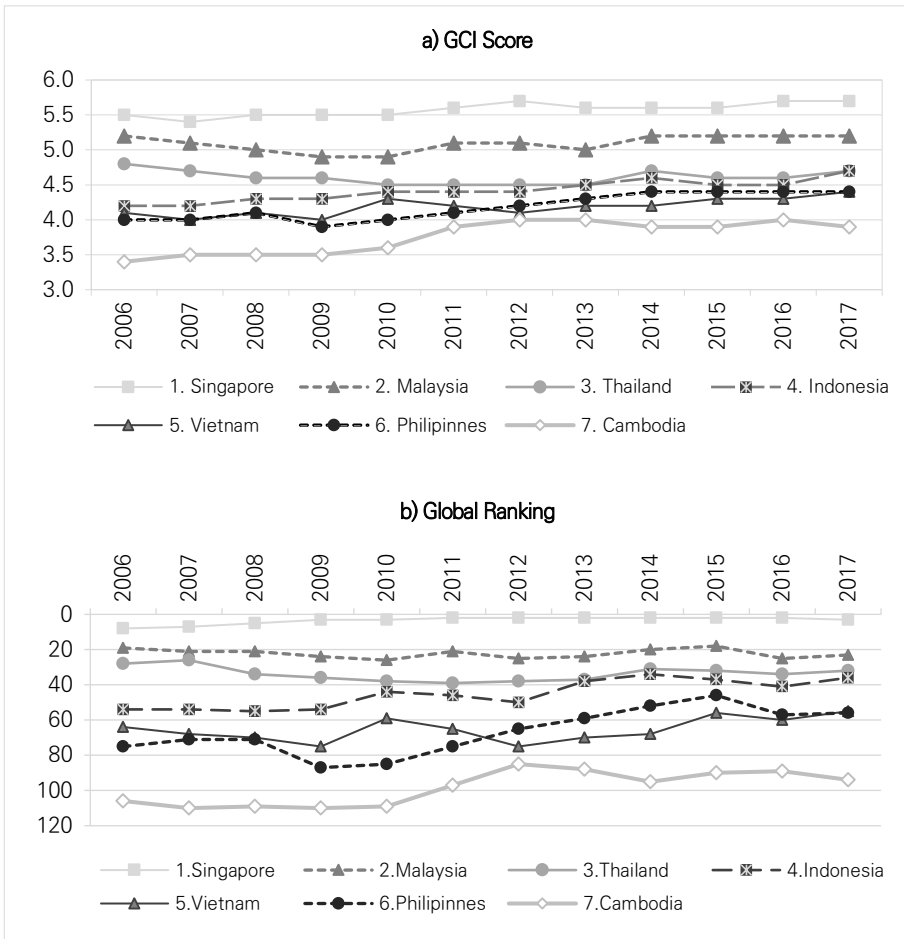 a) GCI Score
6.0
5.5
5.0
4.5
4.0
3.5
3.0
2006 2007 2008 2009 2010 2011 2012 2013 2014 2015 2016 2017
1. Singapore 2. Malaysia 3. Thailand 4. Indonesia
5. Vietnam 6. Philipinnes 7. Cambodia
b) Global Ranking
2006 2007 2008 2009 2010 2011 2012 2013 2014 2015 2016 2017
0
20
40
60
80
100
120
1.Singapore 2.Malaysia 3.Thailand 4.Indonesia
5.Vietnam 6.Philipinnes 7.Cambodia